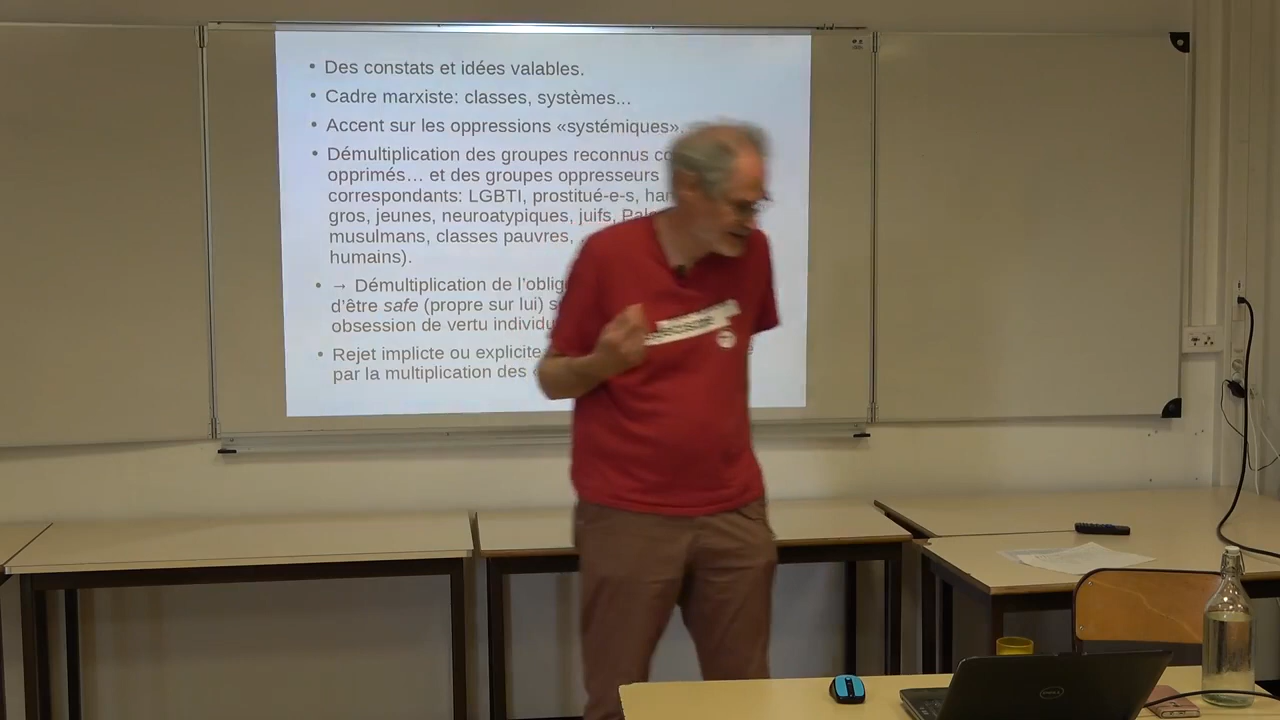 • Des constats et idées valables.
• Cadre marxiste: classes, systèmes...
• Accent sur les oppressions «systémiques».
• Démultiplication des groupes reconnus
opprimés… et des groupes oppresseurs
correspondants: LGBTI, prostitué-e-s,
gros, jeunes, neuroatypiques, juifs,
musulmans, classes pauvres,
humains).
• → Démultiplication de l'oblig
d'être safe (propre sur lui)
obsession de vertu individu
• Rejet implicte ou explicite
par la multiplication des «
DELL